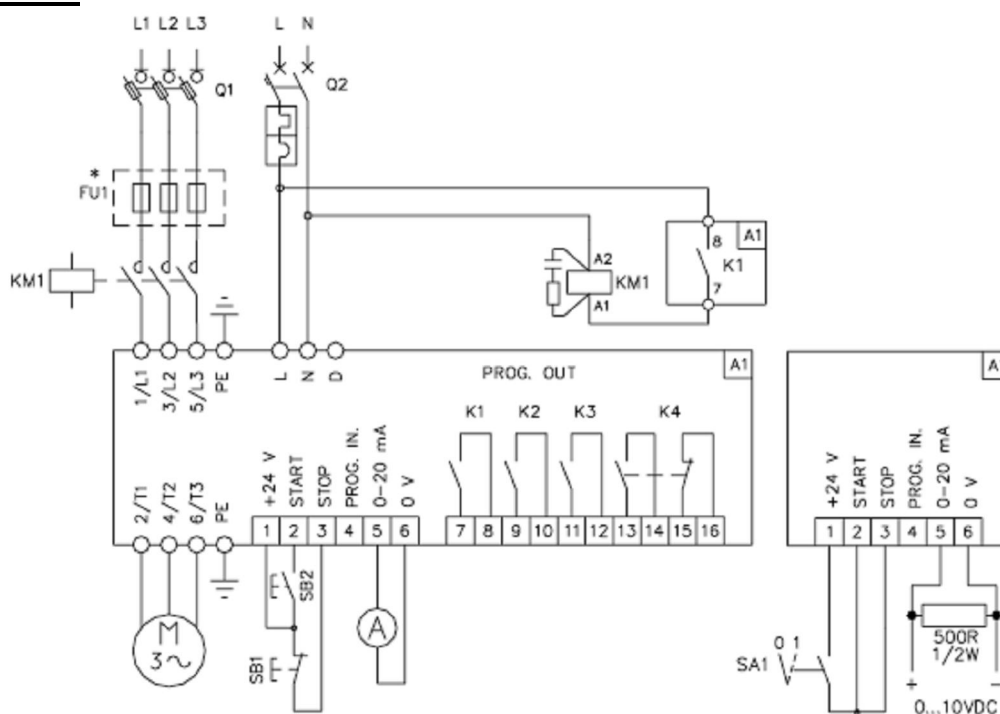 L1 L2 L3
L N
Q1
Q2
*
FU1
KM1
A2
KM1
A1
8
A1
K1
7
1/L1
3/L2
5/L3
PE
L
N
D
PROG. OUT
A1
K1
K2
K3
K4
2/T1
4/T2
6/T3
PE
+24 V
START
STOP
PROG. IN.
0-20 mA
0 V
1 2 3 4 5 6
7 8 9 10 11 12 13 14 15 16
SB2
SB1
A
M
3~
+24 V
START
STOP
PROG. IN.
0-20 mA
0 V
1 2 3 4 5 6
0 1
SA1
500R
1/2W
+ −
0...10VDC